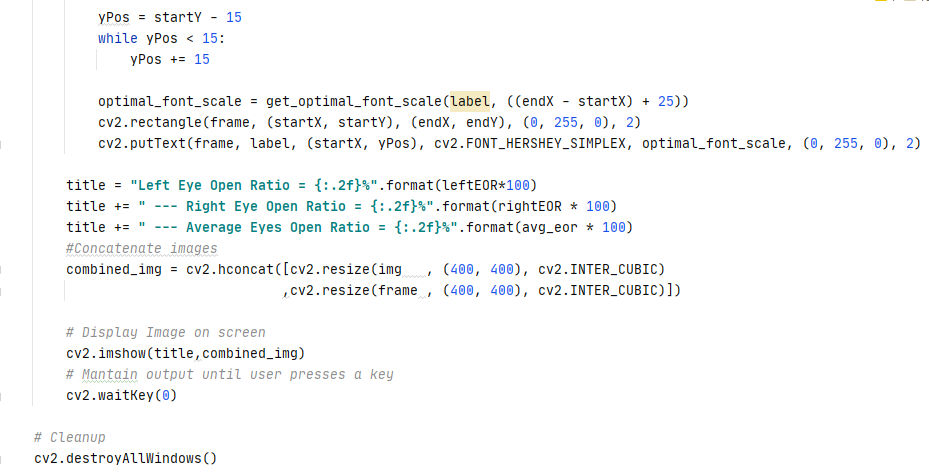 yPos = startY - 15
while yPos < 15:
yPos += 15
optimal_font_scale = get_optimal_font_scale(label, ((endX - startX) + 25))
cv2.rectangle(frame, (startX, startY), (endX, endY), (0, 255, 0), 2)
cv2.putText(frame, label, (startX, yPos), cv2.FONT_HERSHEY_SIMPLEX, optimal_font_scale, (0, 255, 0), 2)
title = "Left Eye Open Ratio = {:.2f}%".format(leftEOR*100)
title += " --- Right Eye Open Ratio = {:.2f}%".format(rightEOR * 100)
title += " --- Average Eyes Open Ratio = {:.2f}%".format(avg_eor * 100)
#Concatenate images
combined_img = cv2.hconcat([cv2.resize(img   , (400, 400), cv2.INTER_CUBIC)
,cv2.resize(frame , (400, 400), cv2.INTER_CUBIC)])
# Display Image on screen
cv2.imshow(title,combined_img)
# Mantain output until user presses a key
cv2.waitKey(0)
# Cleanup
cv2.destroyAllWindows()